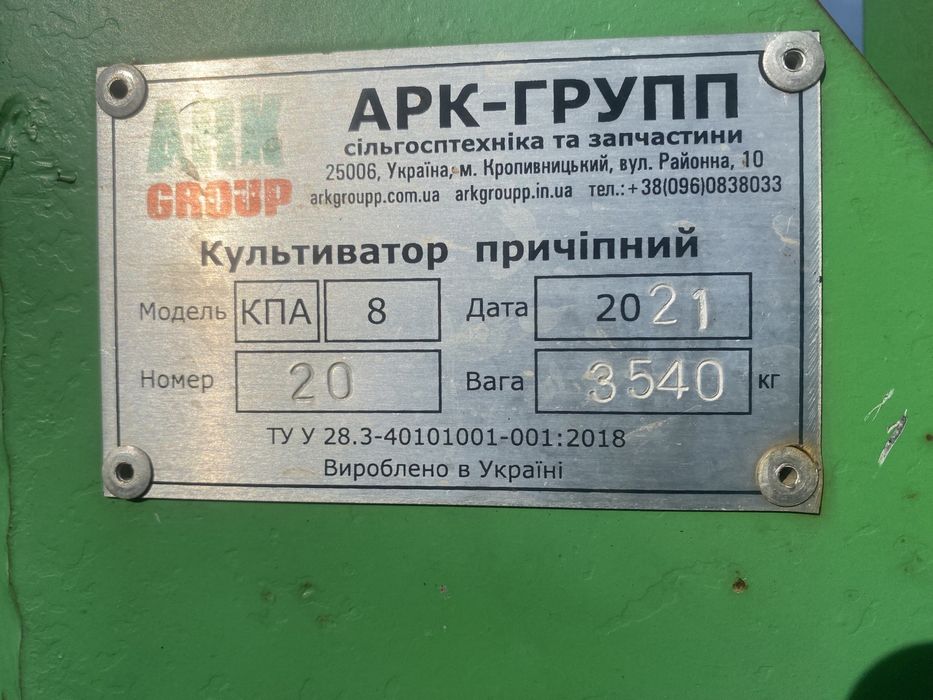 ARK
GROUP
АРК-ГРУПП
сільгосптехніка та запчастини
25006, Україна, м. Кропивницький, вул. Районна, 10
arkgroupp.com.ua arkgroupp.in.ua тел.:+38(096)0838033
Культиватор причіпний
Модель КПА 8 Дата 2021
Номер 20 Вага 3540 кг
ТУ У 28.3-40101001-001:2018
Вироблено в Україні